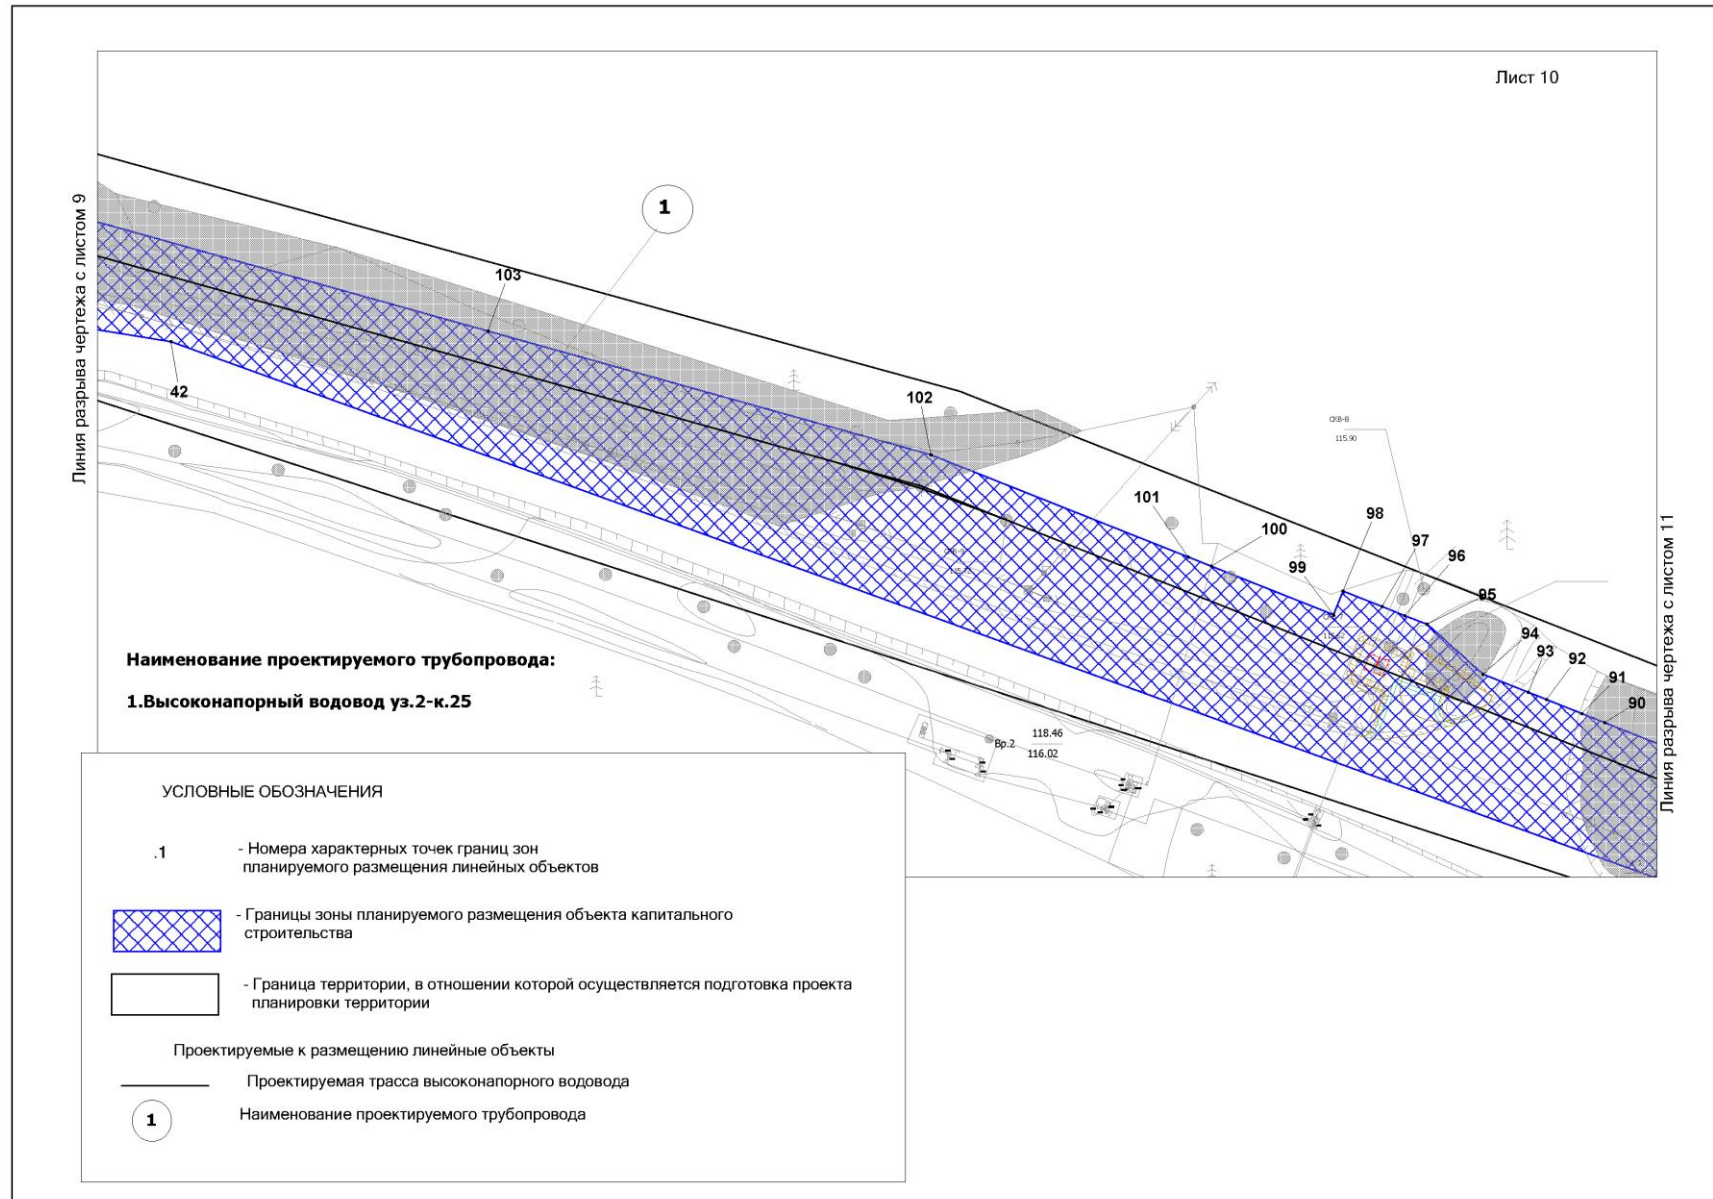 Лист 10
Линия разрыва чертежа с листом 9
1
103
42
102
СКВ-8
115.90
101
100
98
99
97
96
95
94
93
92
91
90
Линия разрыва чертежа с листом 11
118.46
Вр.2
116.02
Наименование проектируемого трубопровода:
1.Высоконапорный водовод уз.2-к.25
УСЛОВНЫЕ ОБОЗНАЧЕНИЯ
.1 - Номера характерных точек границ зон
планируемого размещения линейных объектов
- Границы зоны планируемого размещения объекта капитального
строительства
- Граница территории, в отношении которой осуществляется подготовка проекта
планировки территории
Проектируемые к размещению линейные объекты
Проектируемая трасса высоконапорного водовода
1 Наименование проектируемого трубопровода